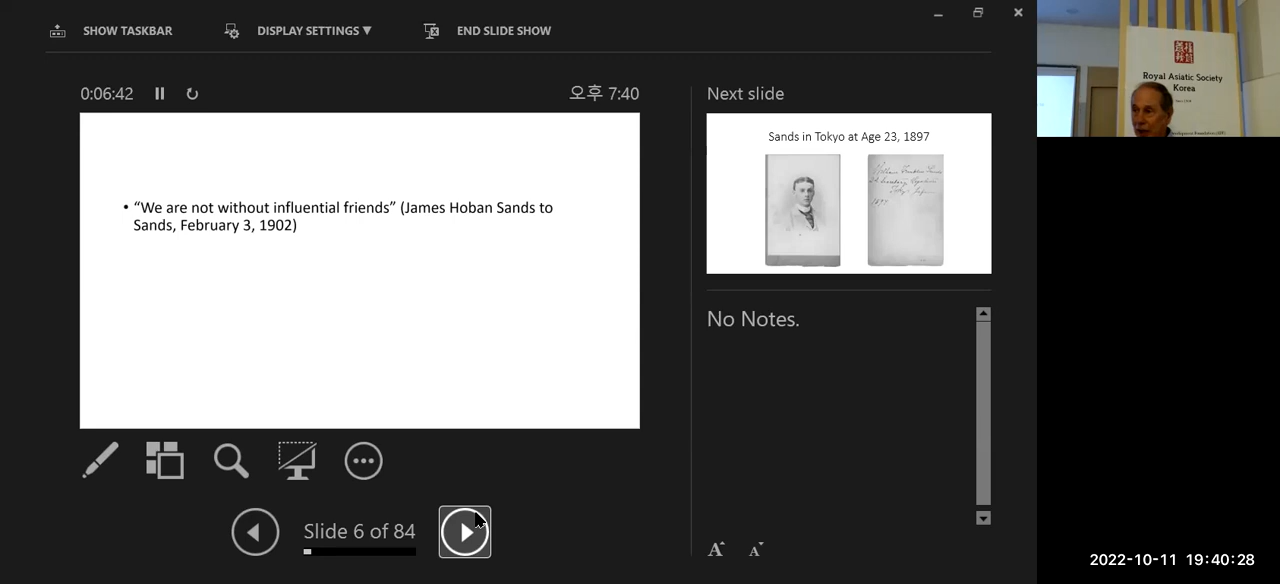 SHOW TASKBAR
DISPLAY SETTINGS ▼
END SLIDE SHOW
0:06:42
오후 7:40
• “We are not without influential friends” (James Hoban Sands to
Sands, February 3, 1902)
Slide 6 of 84
Next slide
Sands in Tokyo at Age 23, 1897
1897
No Notes.
A A
Royal Asiatic Society
Korea
2022-10-11 19:40:28